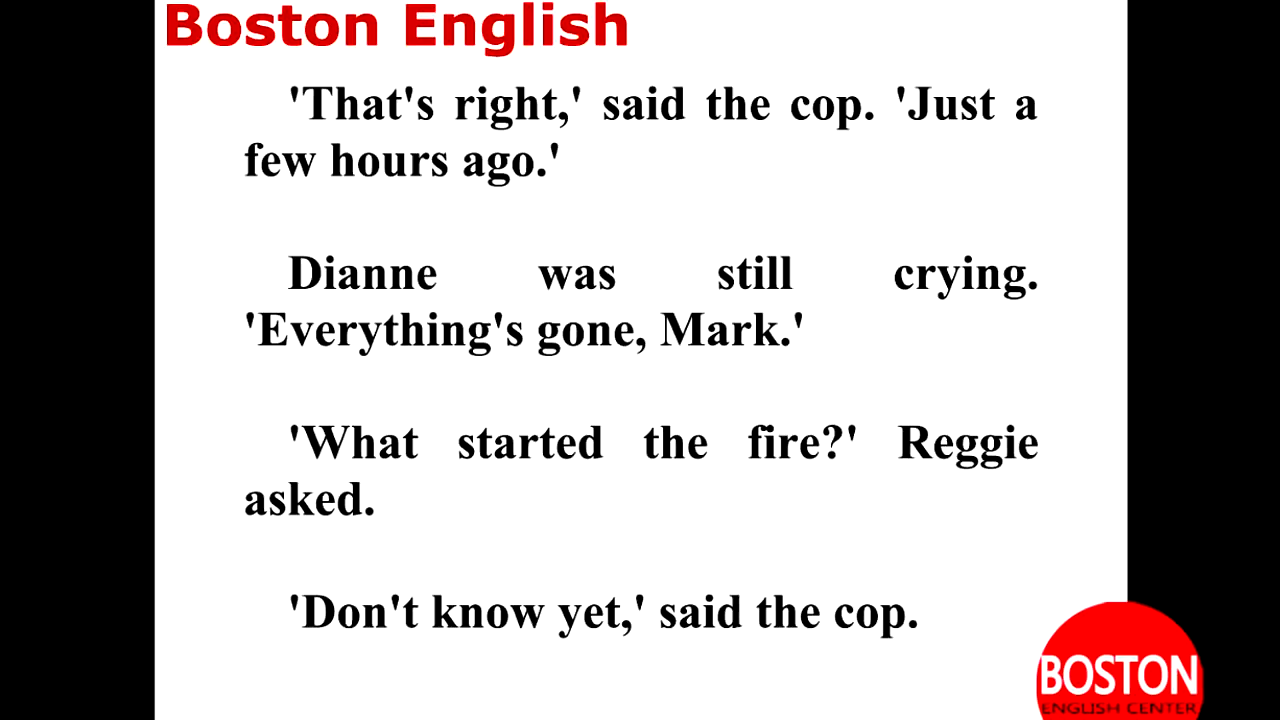 Boston English
'That's right,' said the cop. 'Just a
few hours ago.'
Dianne was still crying.
'Everything's gone, Mark.'
'What started the fire?' Reggie
asked.
'Don't know yet,' said the cop.
BOSTON
ENGLISH CENTER